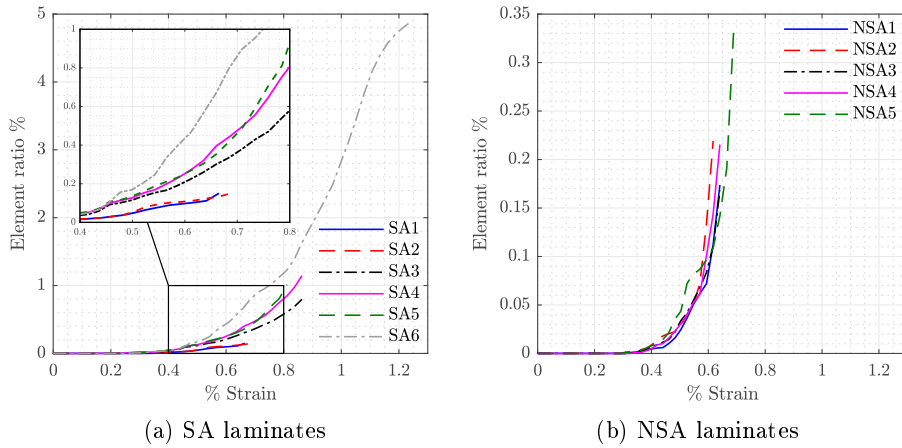 5
4
3
2
1
0
Element ratio %
1
0.8
0.6
0.4
0.2
0
0.4
0.5
0.6
0.7
0.8
SA1
SA2
SA3
SA4
SA5
SA6
0
0.2
0.4
0.6
0.8
1
1.2
% Strain
(a) SA laminates
0.35
0.3
0.25
0.2
0.15
0.1
0.05
0
Element ratio %
NSA1
NSA2
NSA3
NSA4
NSA5
0
0.2
0.4
0.6
0.8
1
1.2
% Strain
(b) NSA laminates